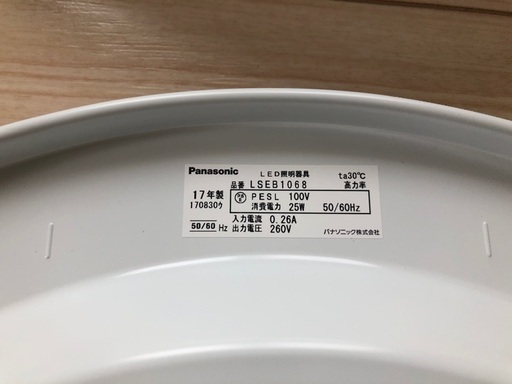 Panasonic LED照明器具 ta30℃
17年製 品番 LSEB1068 高力率
170830ウ PESL 100V
消費電力 25W 50/60Hz
入力電流 0.26A
50/60 Hz 出力電圧 260V
パナソニック株式会社